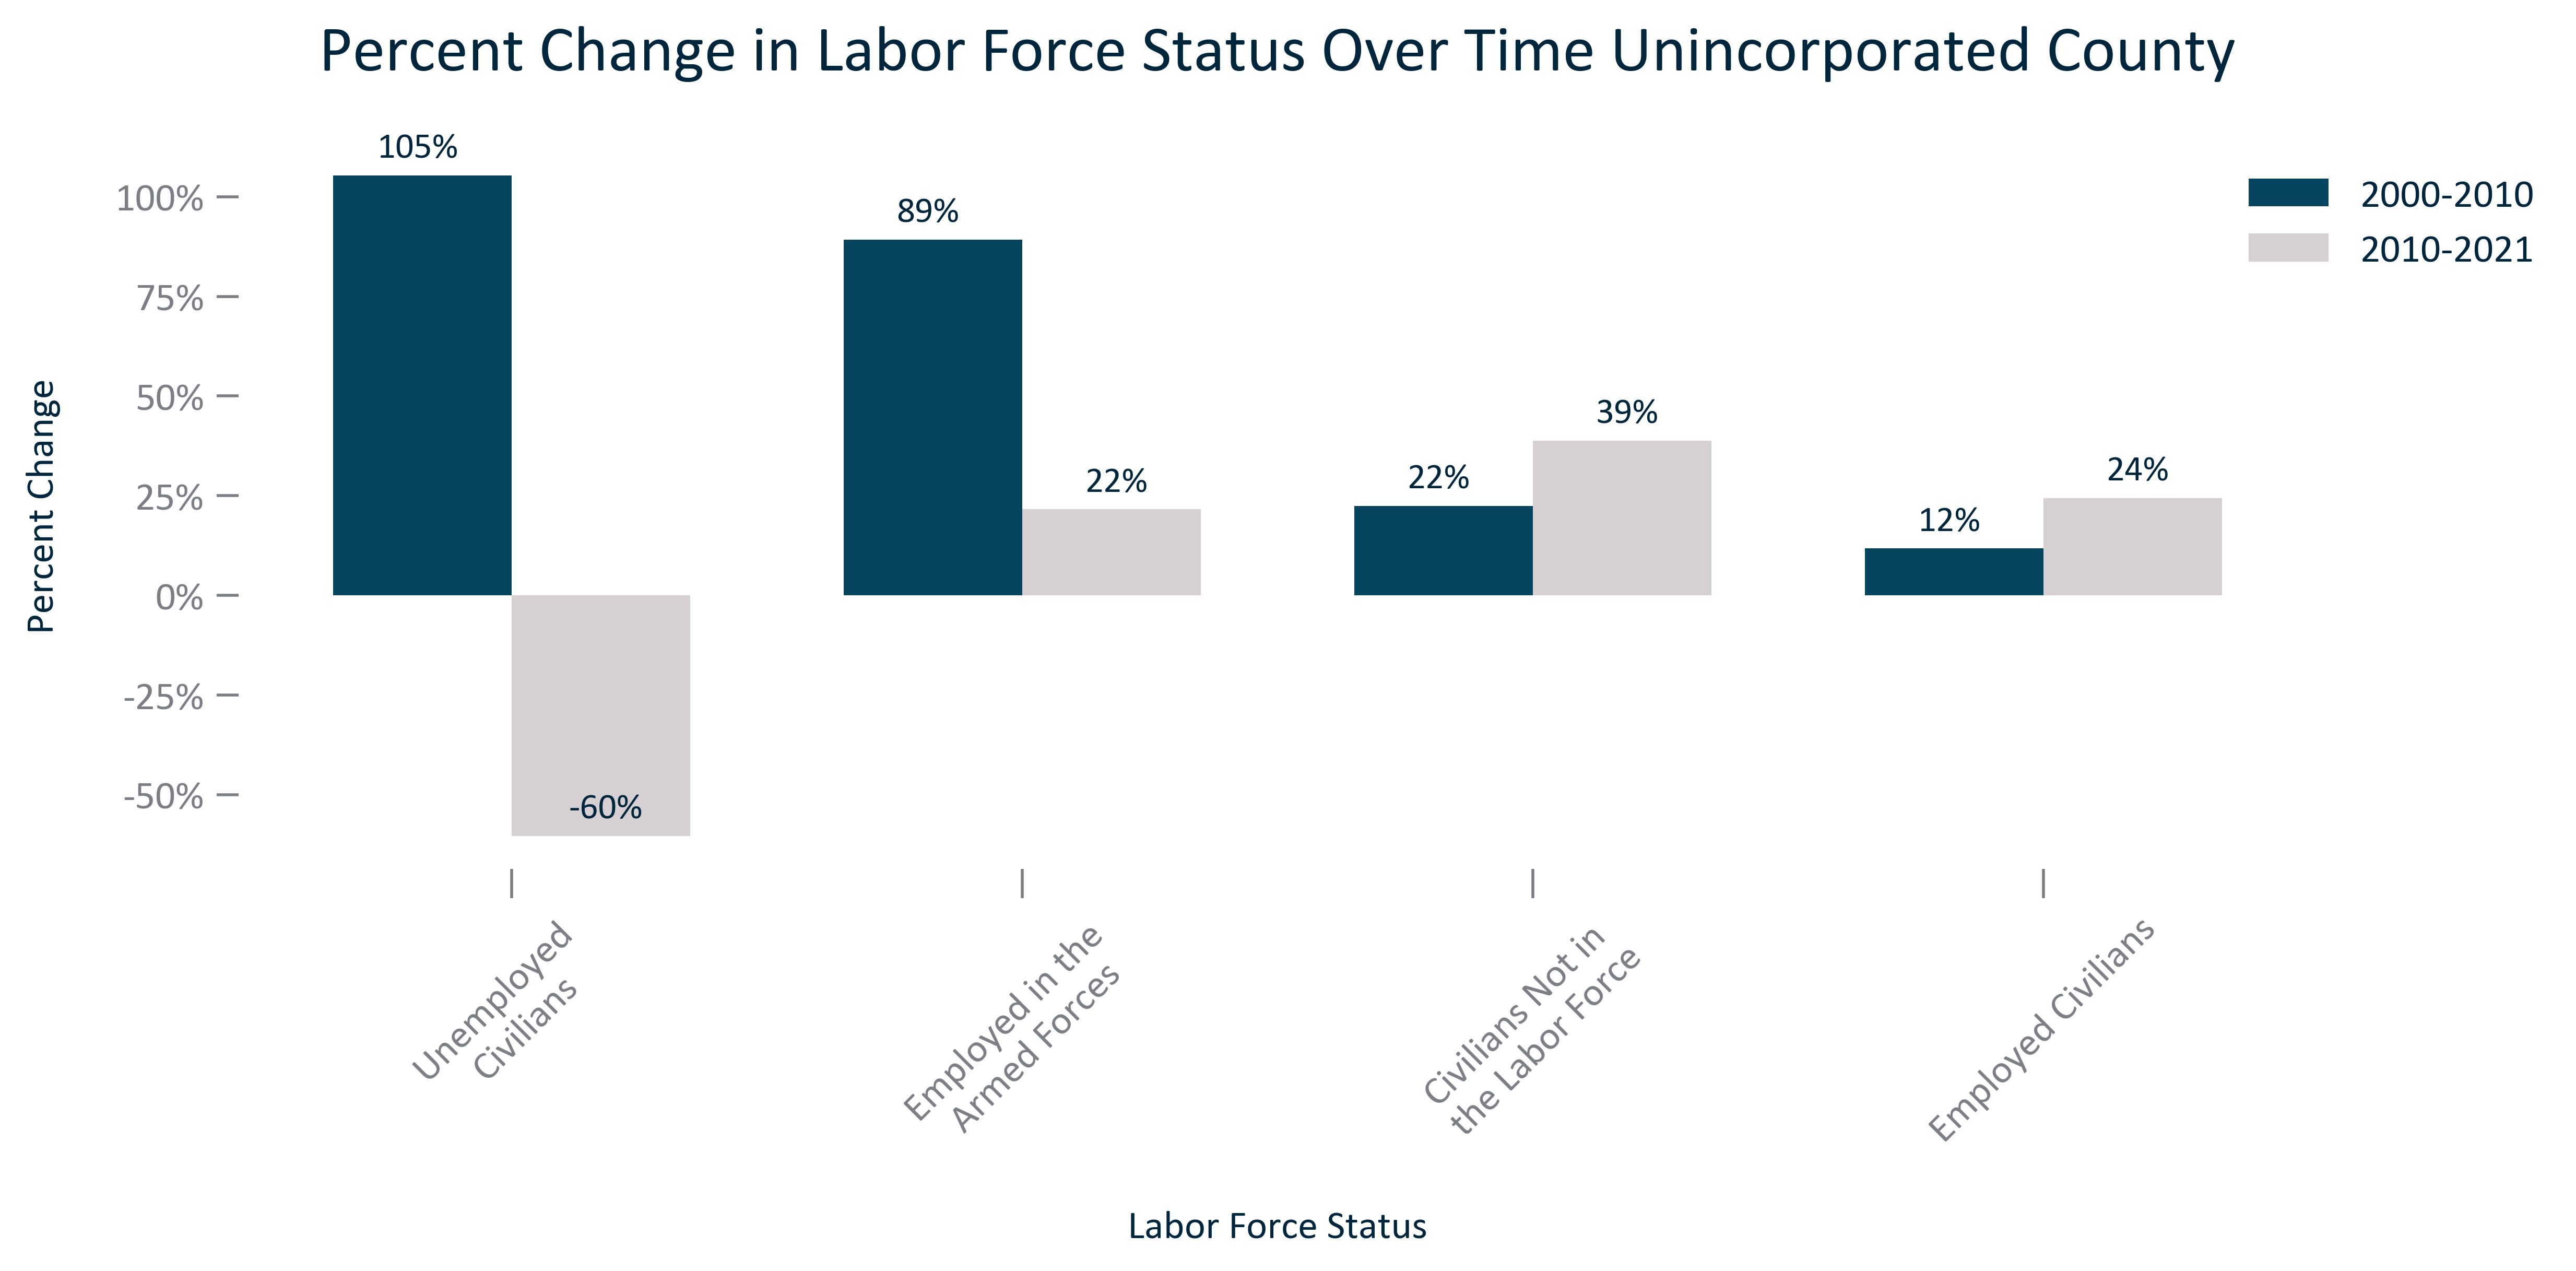 Percent Change in Labor Force Status Over Time Unincorporated County
105%
89%
22%
39%
22%
12%
24%
-60%
100%
75%
50%
25%
0%
-25%
-50%
Percent Change
2000-2010
2010-2021
Unemployed
Civilians
Employed in the
Armed Forces
Civilians Not in
the Labor Force
Employed Civilians
Labor Force Status